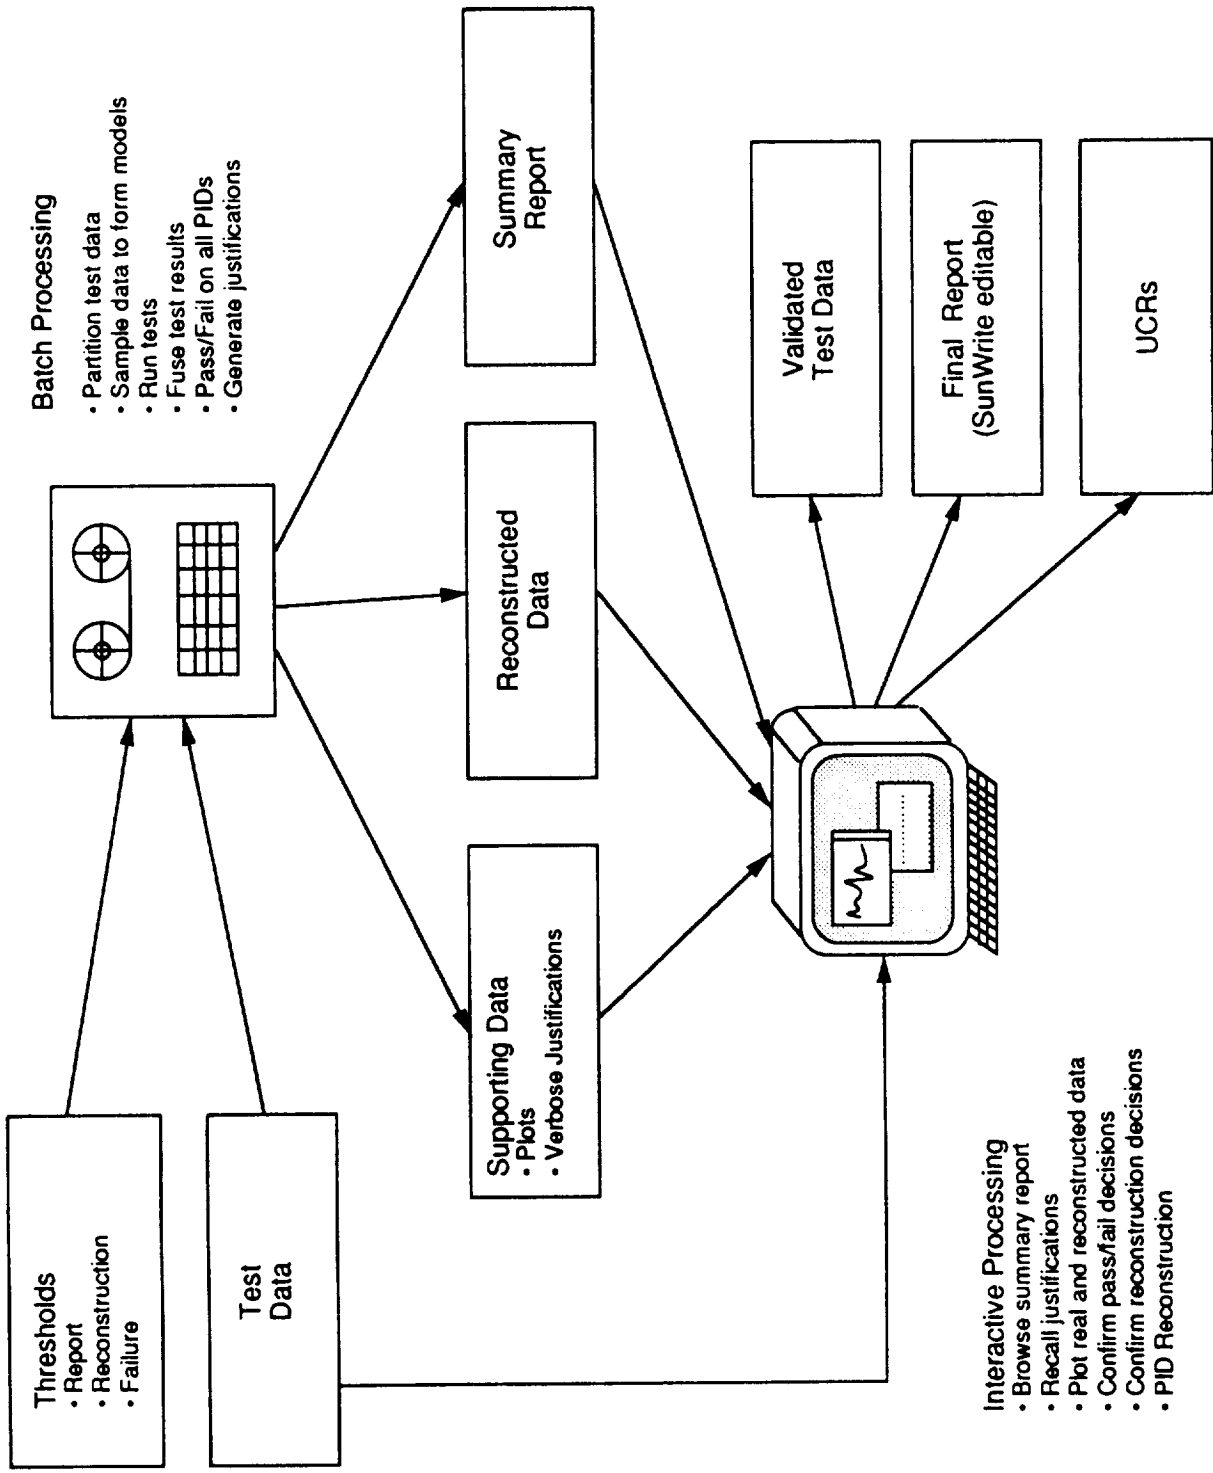 Thresholds
• Report
• Reconstruction
• Failure
Test
Data
Batch Processing
• Partition test data
• Sample data to form models
• Run tests
• Fuse test results
• Pass/Fail on all PIDs
• Generate justifications
Supporting Data
• Plots
• Verbose Justifications
Reconstructed
Data
Summary
Report
Interactive Processing
• Browse summary report
• Recall justifications
• Plot real and reconstructed data
• Confirm pass/fail decisions
• Confirm reconstruction decisions
• PID Reconstruction
Validated
Test Data
Final Report
(SunWrite editable)
UCRs